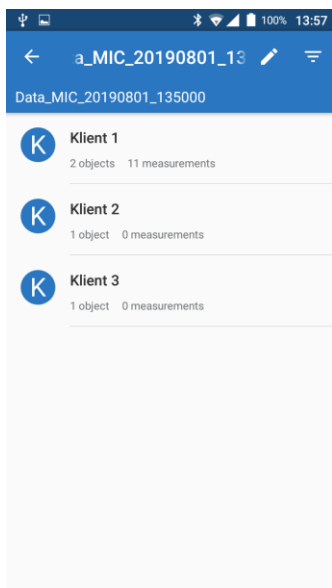 100% 13:57
a_MIC_20190801_13
Data_MIC_20190801_135000
K Klient 1
2 objects 11 measurements
K Klient 2
1 object 0 measurements
K Klient 3
1 object 0 measurements